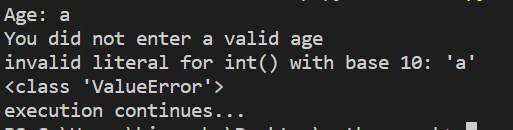 Age: a
You did not enter a valid age
invalid literal for int() with base 10: 'a'
<class 'ValueError'>
execution continues...